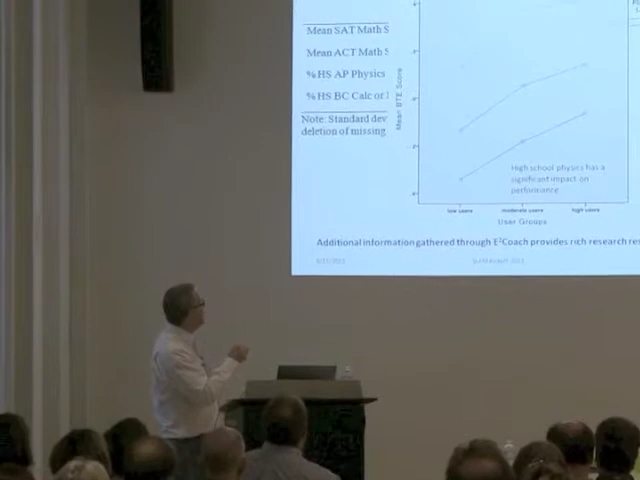 Mean SAT Math S
Mean ACT Math S
% HS AP Physics
% HS BC Calc or
Note: Standard dev
deletion of missing
Mean BTE Score
High school physics has a
significant impact on
performance
low users moderate users high users
User Groups
Additional information gathered through E²Coach provides rich research re